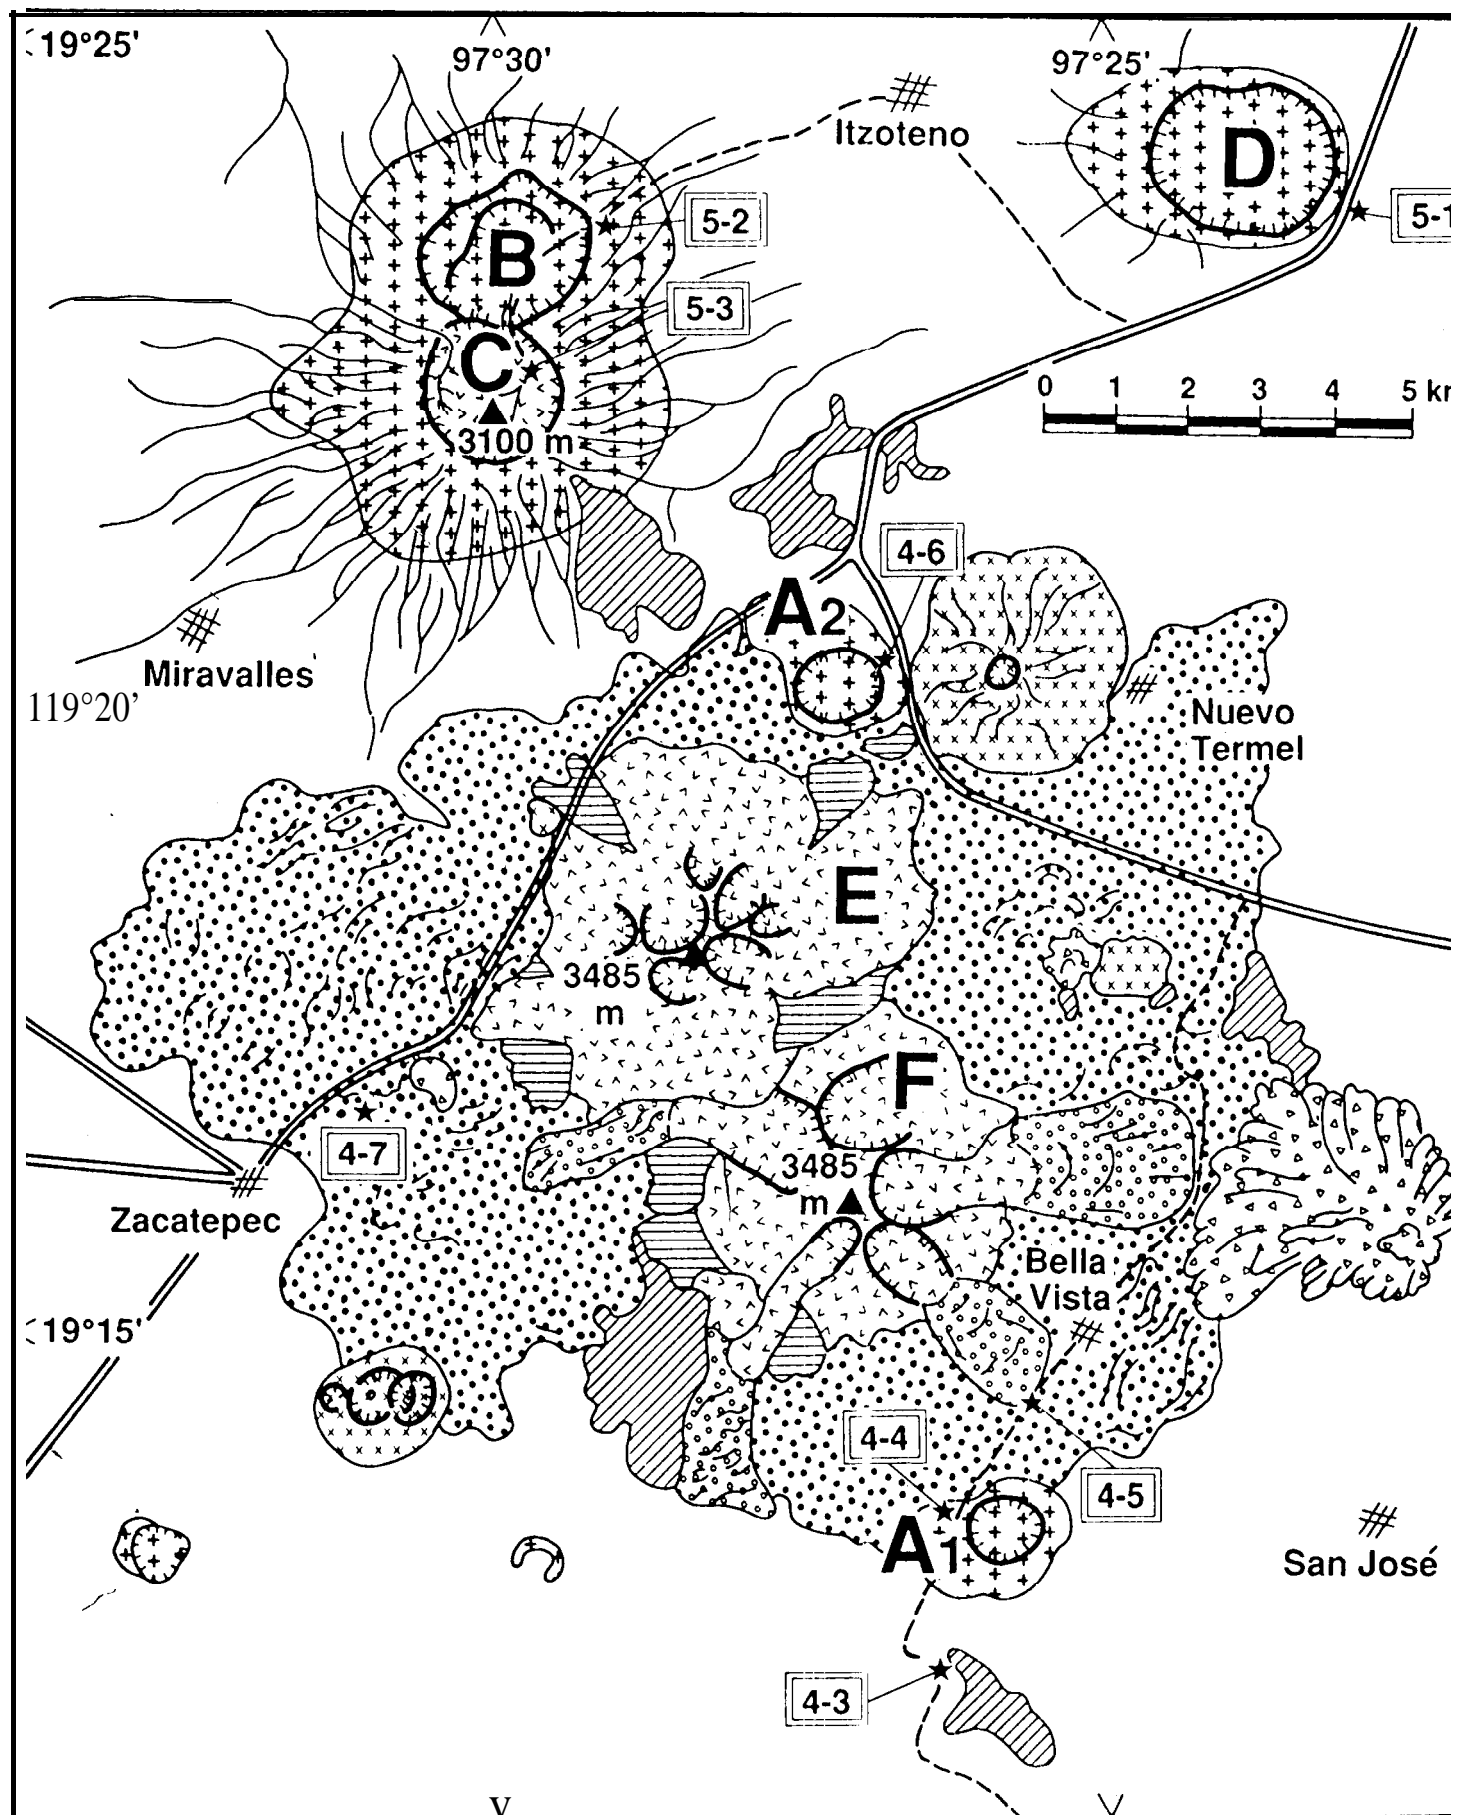 19°25'
97°30'
97°25'
Itzoteno
D
5-2
5-1
B
5-3
C
3100 m
0 1 2 3 4 5 km
4-6
A2
Miravalles
119°20'
Nuevo
Termel
E
3485
m
F
4-7
3485
m
Zacatepec
Bella
Vista
19°15'
4-4
4-5
A1
San José
4-3